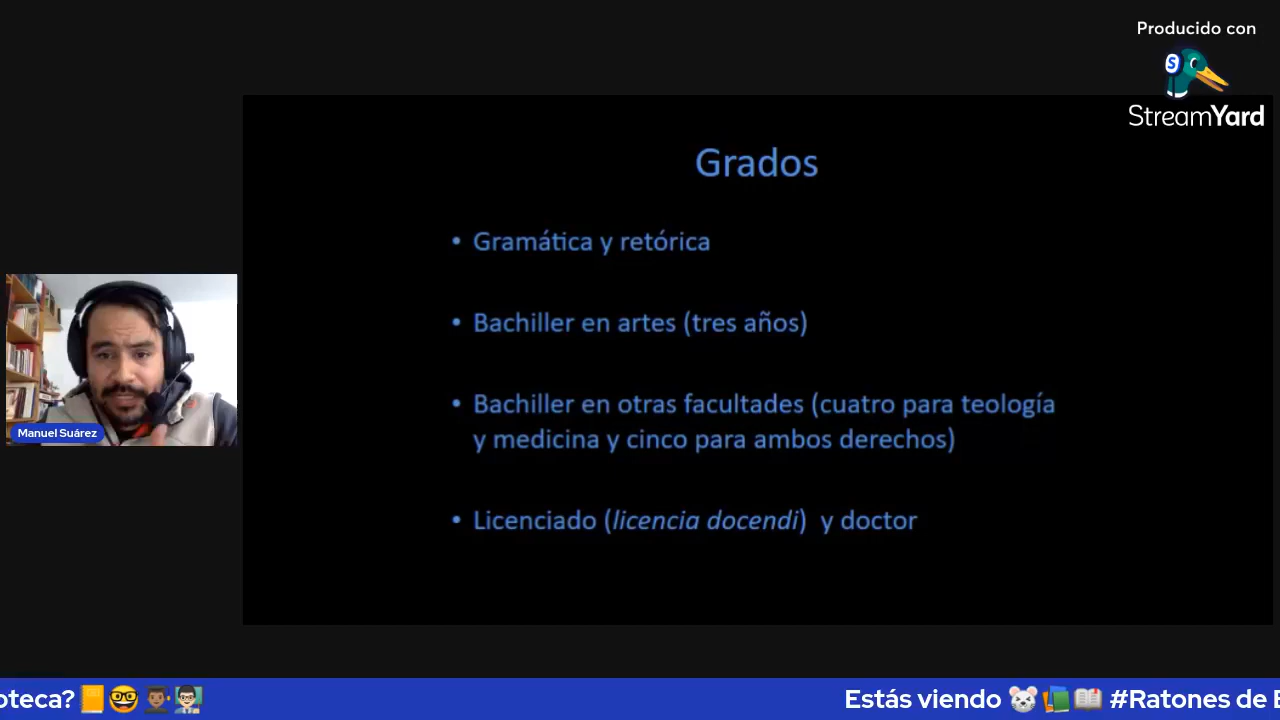 Producido con
StreamYard
Grados
• Gramática y retórica
• Bachiller en artes (tres años)
• Bachiller en otras facultades (cuatro para teología
y medicina y cinco para ambos derechos)
• Licenciado (licencia docendi) y doctor
Manuel Suárez
oteca? 📒🤓👨🏾‍🎓👨🏻‍🏫 Estás viendo 🐭📚📖 #Ratones de